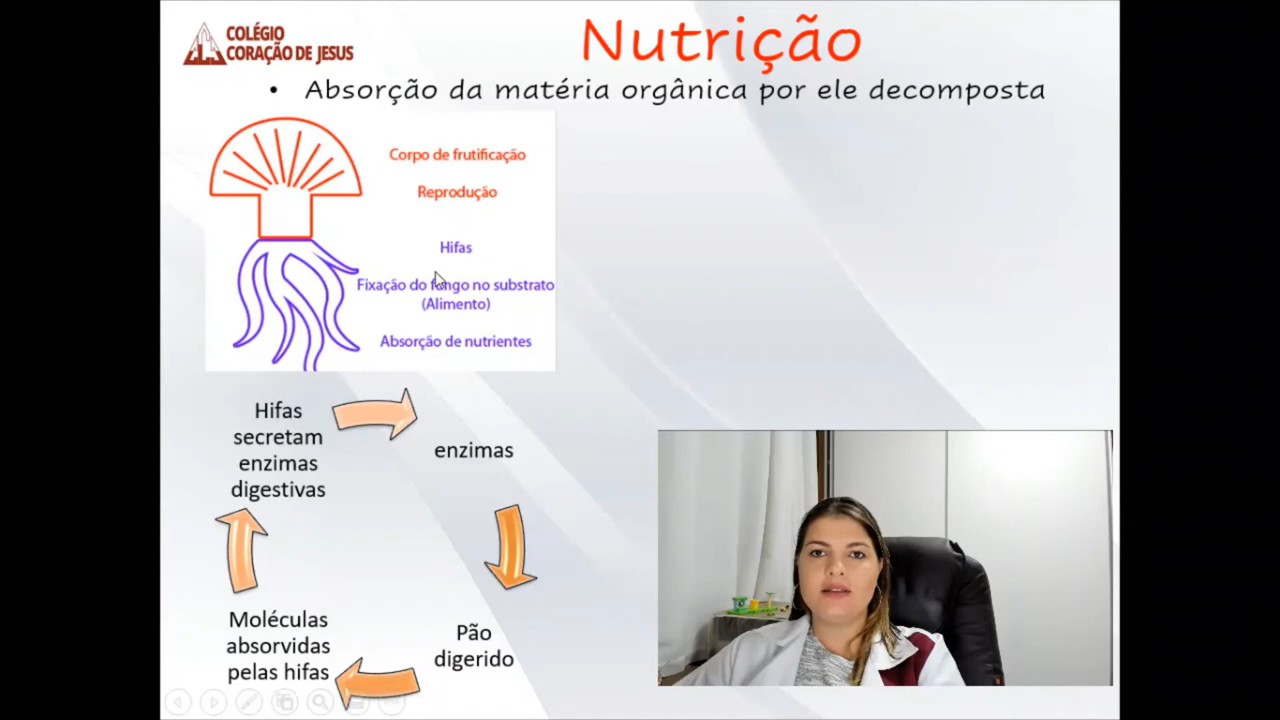 COLÉGIO
CORAÇÃO DE JESUS
Nutrição
• Absorção da matéria orgânica por ele decomposta
Corpo de frutificação
Reprodução
Hifas
Fixação do fungo no substrato
(Alimento)
Absorção de nutrientes
Hifas
secretam
enzimas
digestivas
enzimas
Pão
digerido
Moléculas
absorvidas
pelas hifas